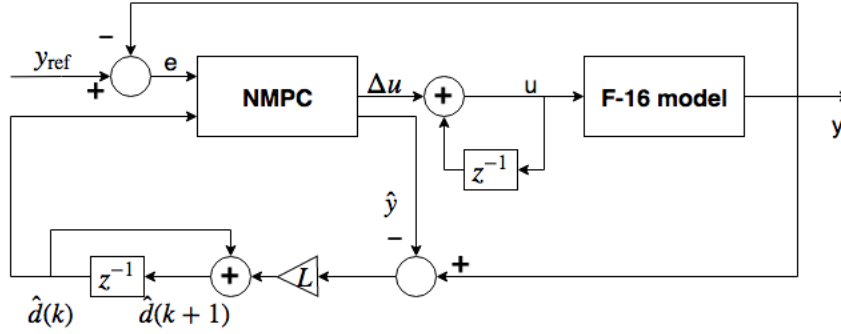 −
y_ref
e
+
NMPC
Δu
+
u
F-16 model
y
z⁻¹
ŷ
−
+
z⁻¹
+
L
d̂(k)
d̂(k + 1)